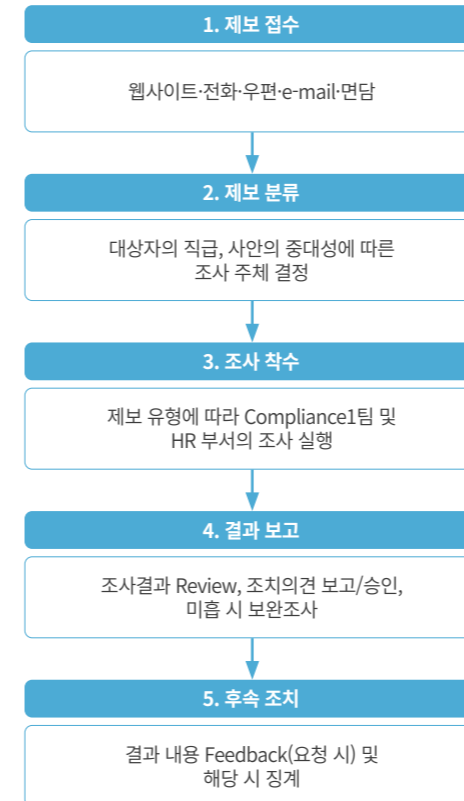 1. 제보 접수
웹사이트·전화·우편·e-mail·면담
2. 제보 분류
대상자의 직급, 사안의 중대성에 따른
조사 주체 결정
3. 조사 착수
제보 유형에 따라 Compliance1팀 및
HR 부서의 조사 실행
4. 결과 보고
조사결과 Review, 조치의견 보고/승인,
미흡 시 보완조사
5. 후속 조치
결과 내용 Feedback(요청 시) 및
해당 시 징계